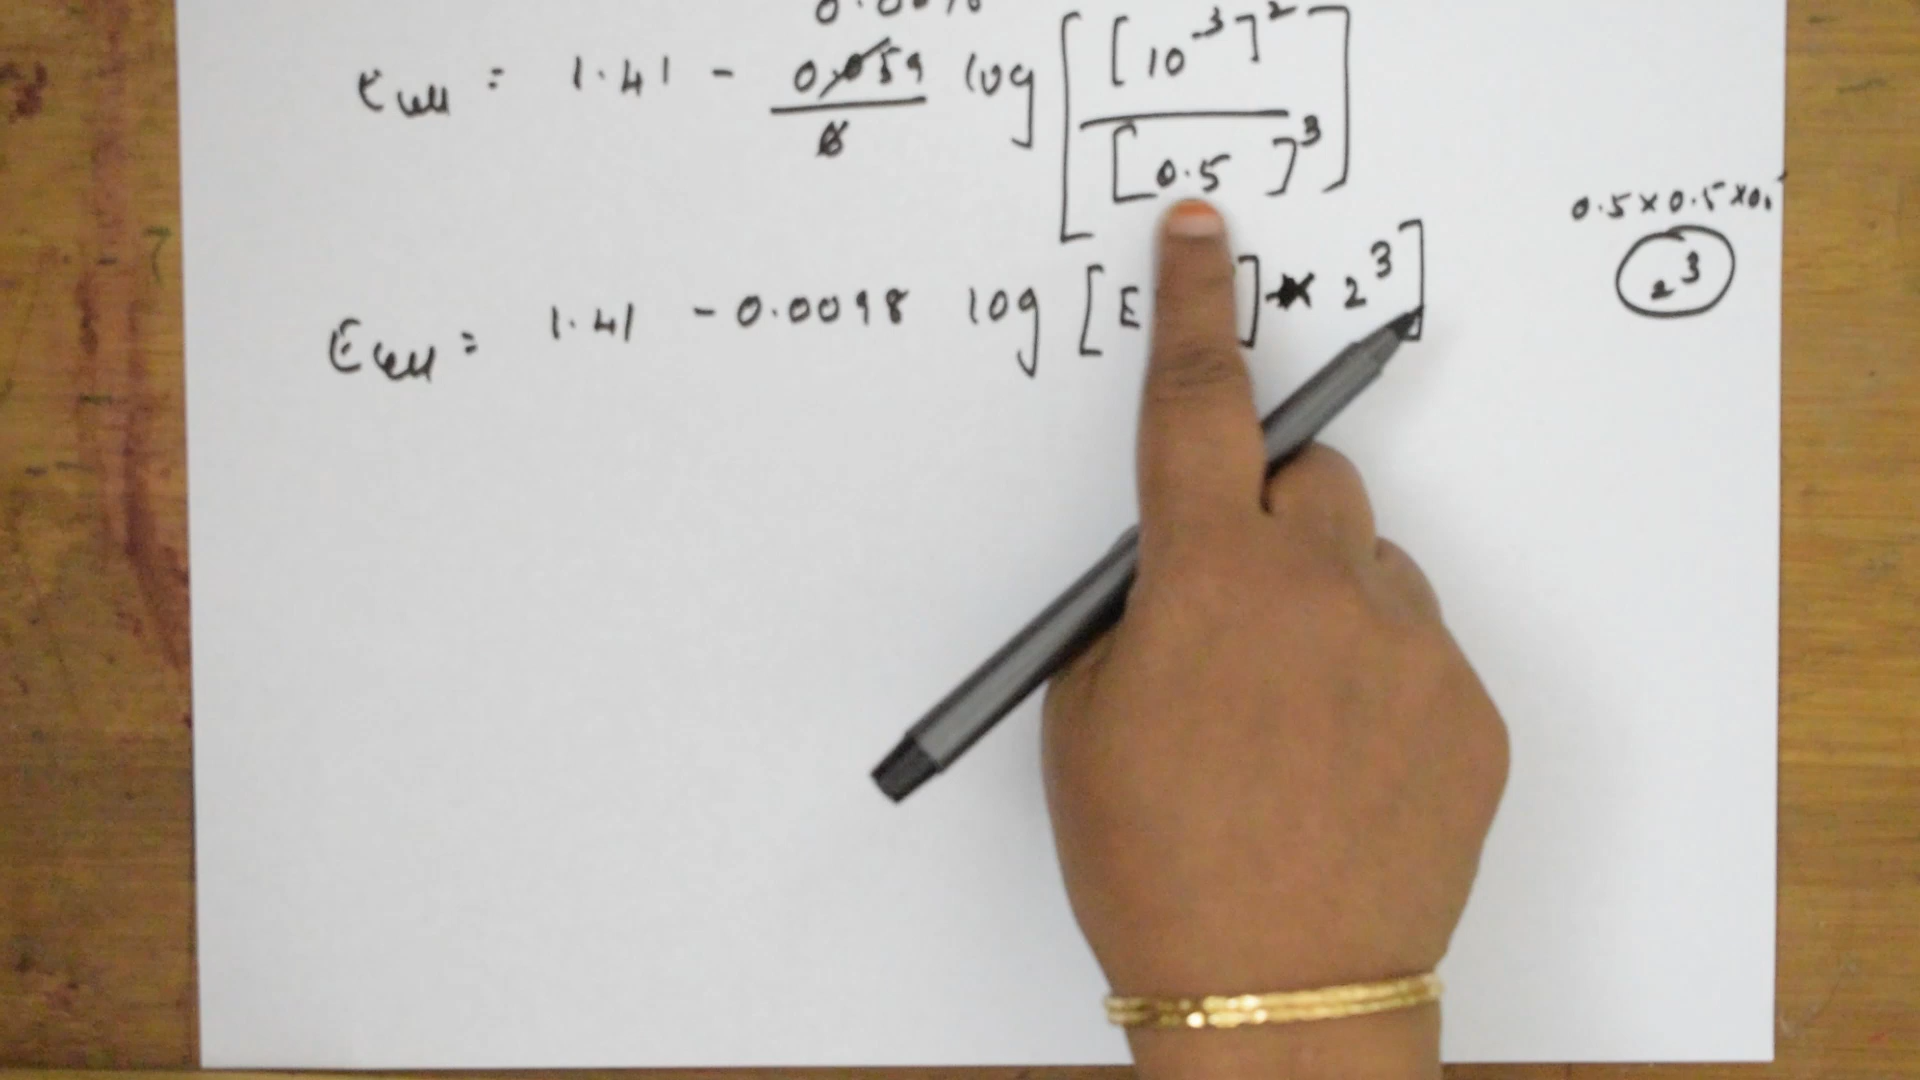 Ecell = 1.41 - 0.059/6 log [ [10⁻³]² / [0.5]³ ]
0.5 × 0.5 × 0.
2³
Ecell = 1.41 - 0.0098 log [ [ ] × 2³ ]